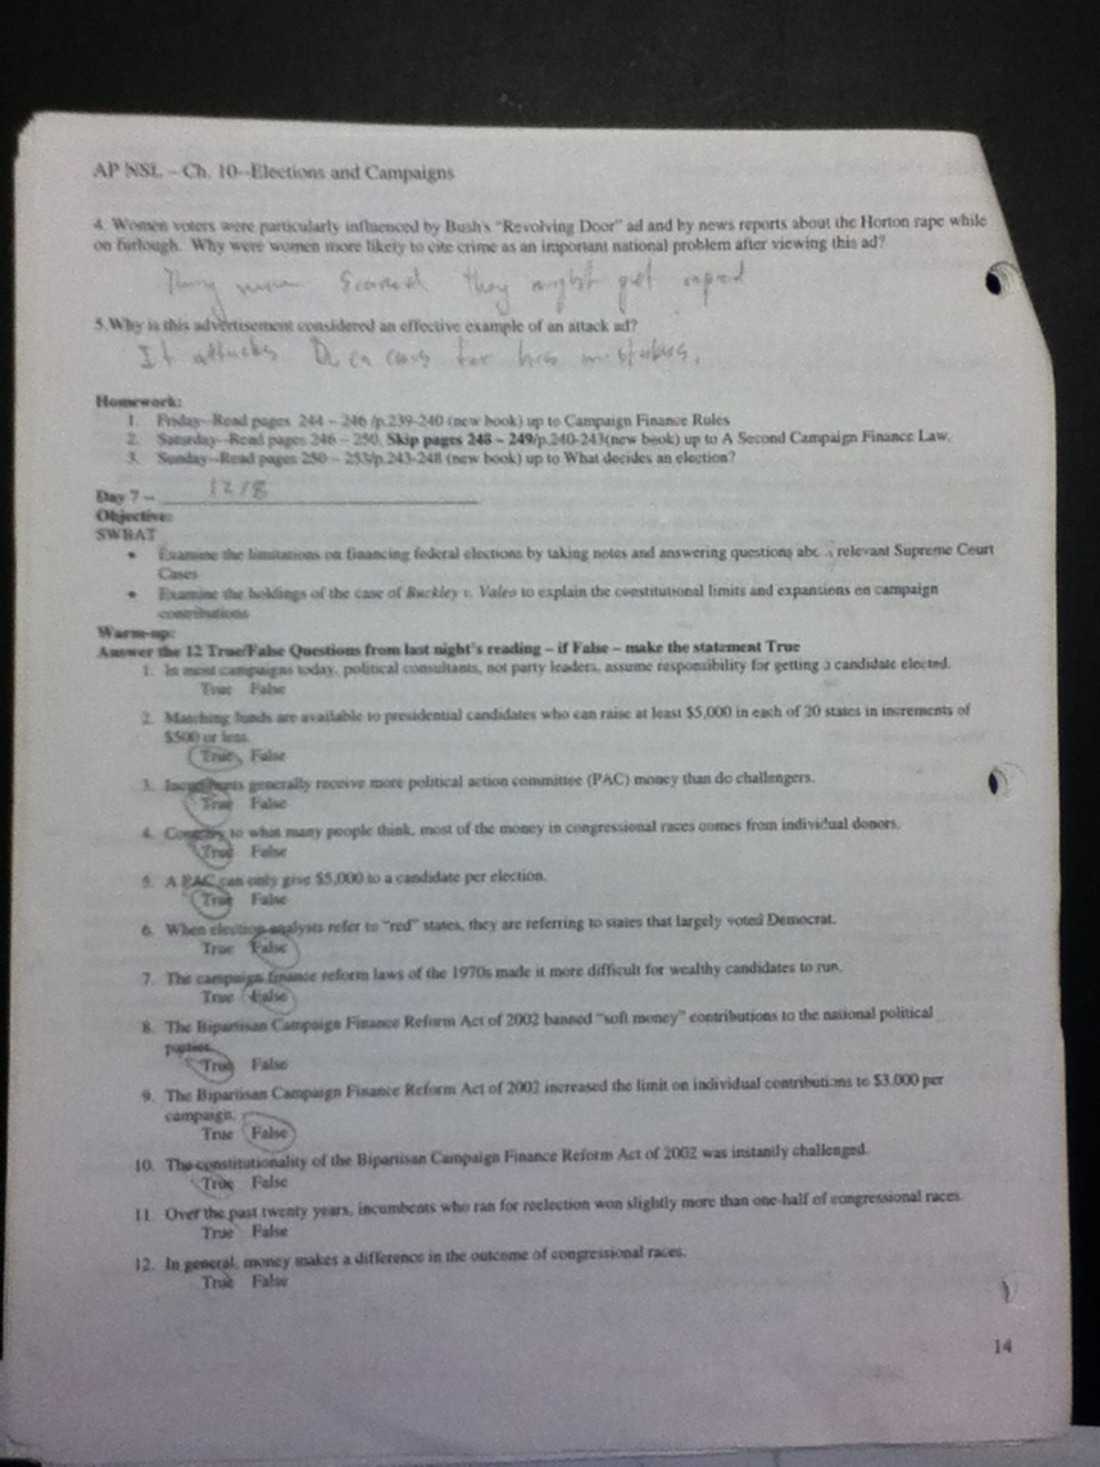 AP NSL – Ch. 10--Elections and Campaigns
4. Women voters were particularly influenced by Bush's "Revolving Door" ad and by news reports about the Horton rape while
on furlough. Why were women more likely to cite crime as an important national problem after viewing this ad?
They were Scared they might get raped
5. Why is this advertisement considered an effective example of an attack ad?
It attacks for his mistakes.
Homework:
1. Friday--Read pages 244 – 246 /p.239-240 (new book) up to Campaign Finance Rules
2. Saturday--Read pages 246 – 250, Skip pages 248 – 249/p.240-243(new book) up to A Second Campaign Finance Law.
3. Sunday--Read pages 250 – 253/p.243-248 (new book) up to What decides an election?
Day 7 – 12/8
Objective:
SWBAT
• Examine the limitations on financing federal elections by taking notes and answering questions abc relevant Supreme Court
Cases
• Examine the holdings of the case of Buckley v. Valeo to explain the constitutional limits and expansions on campaign
contributions
Warm-up:
Answer the 12 True/False Questions from last night's reading – if False – make the statement True
1. In most campaigns today, political consultants, not party leaders, assume responsibility for getting a candidate elected.
True False
2. Matching funds are available to presidential candidates who can raise at least $5,000 in each of 20 states in increments of
$500 or less.
True False
3. Incumbents generally receive more political action committee (PAC) money than do challengers.
True False
4. Contrary to what many people think, most of the money in congressional races comes from individual donors.
True False
5. A PAC can only give $5,000 to a candidate per election.
True False
6. When election analysts refer to "red" states, they are referring to states that largely voted Democrat.
True False
7. The campaign finance reform laws of the 1970s made it more difficult for wealthy candidates to run.
True False
8. The Bipartisan Campaign Finance Reform Act of 2002 banned "soft money" contributions to the national political
parties.
True False
9. The Bipartisan Campaign Finance Reform Act of 2002 increased the limit on individual contributions to $3,000 per
campaign.
True False
10. The constitutionality of the Bipartisan Campaign Finance Reform Act of 2002 was instantly challenged.
True False
11. Over the past twenty years, incumbents who ran for reelection won slightly more than one-half of congressional races.
True False
12. In general, money makes a difference in the outcome of congressional races.
True False
14